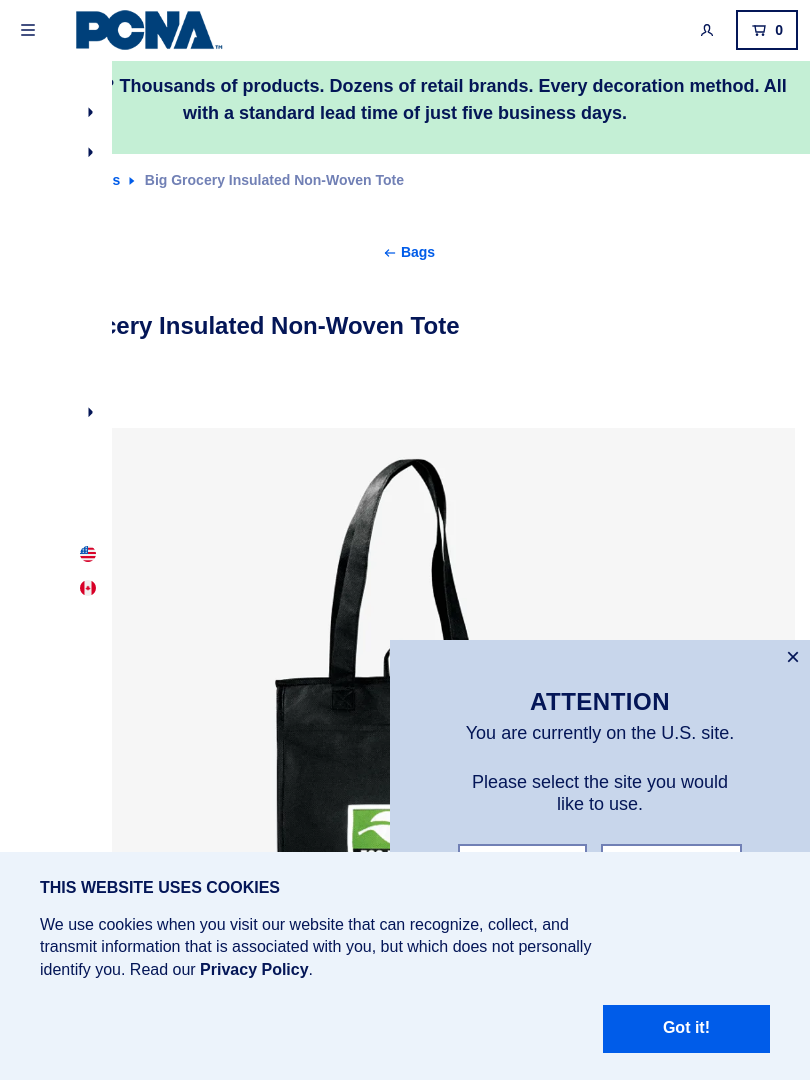 PCNA™
0
? Thousands of products. Dozens of retail brands. Every decoration method. All
with a standard lead time of just five business days.
Big Grocery Insulated Non-Woven Tote
← Bags
cery Insulated Non-Woven Tote
ATTENTION
You are currently on the U.S. site.
Please select the site you would
like to use.
THIS WEBSITE USES COOKIES
We use cookies when you visit our website that can recognize, collect, and
transmit information that is associated with you, but which does not personally
identify you. Read our Privacy Policy.
Got it!